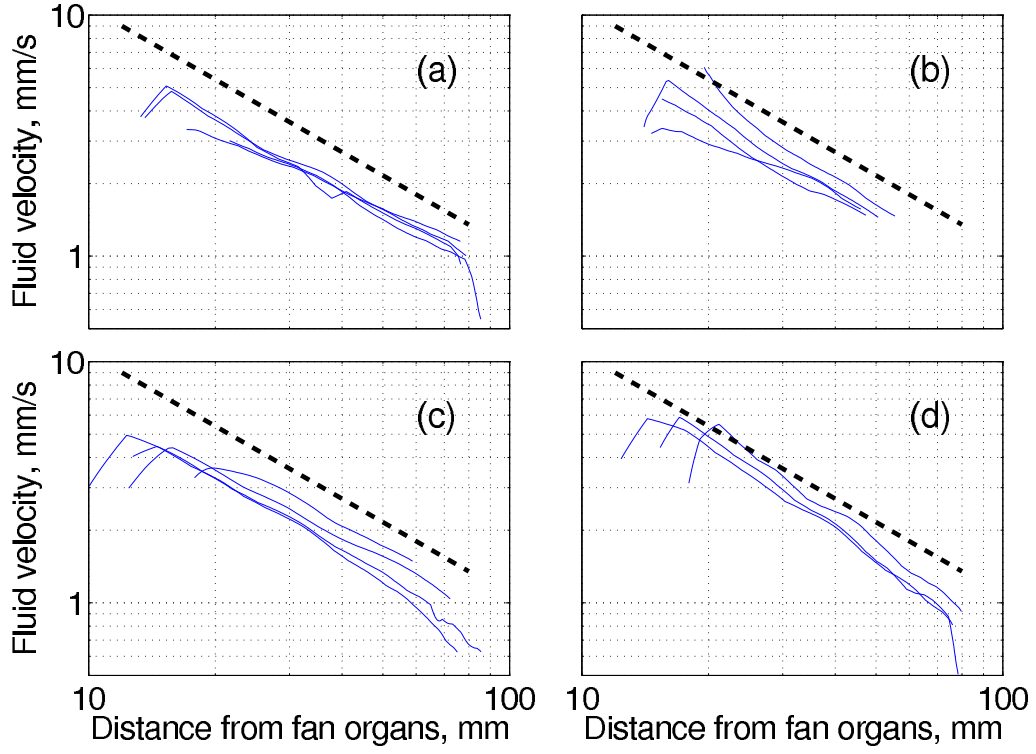 10
(a)
(b)
Fluid velocity, mm/s
1
10
(c)
(d)
Fluid velocity, mm/s
1
10
100
10
100
Distance from fan organs, mm
Distance from fan organs, mm